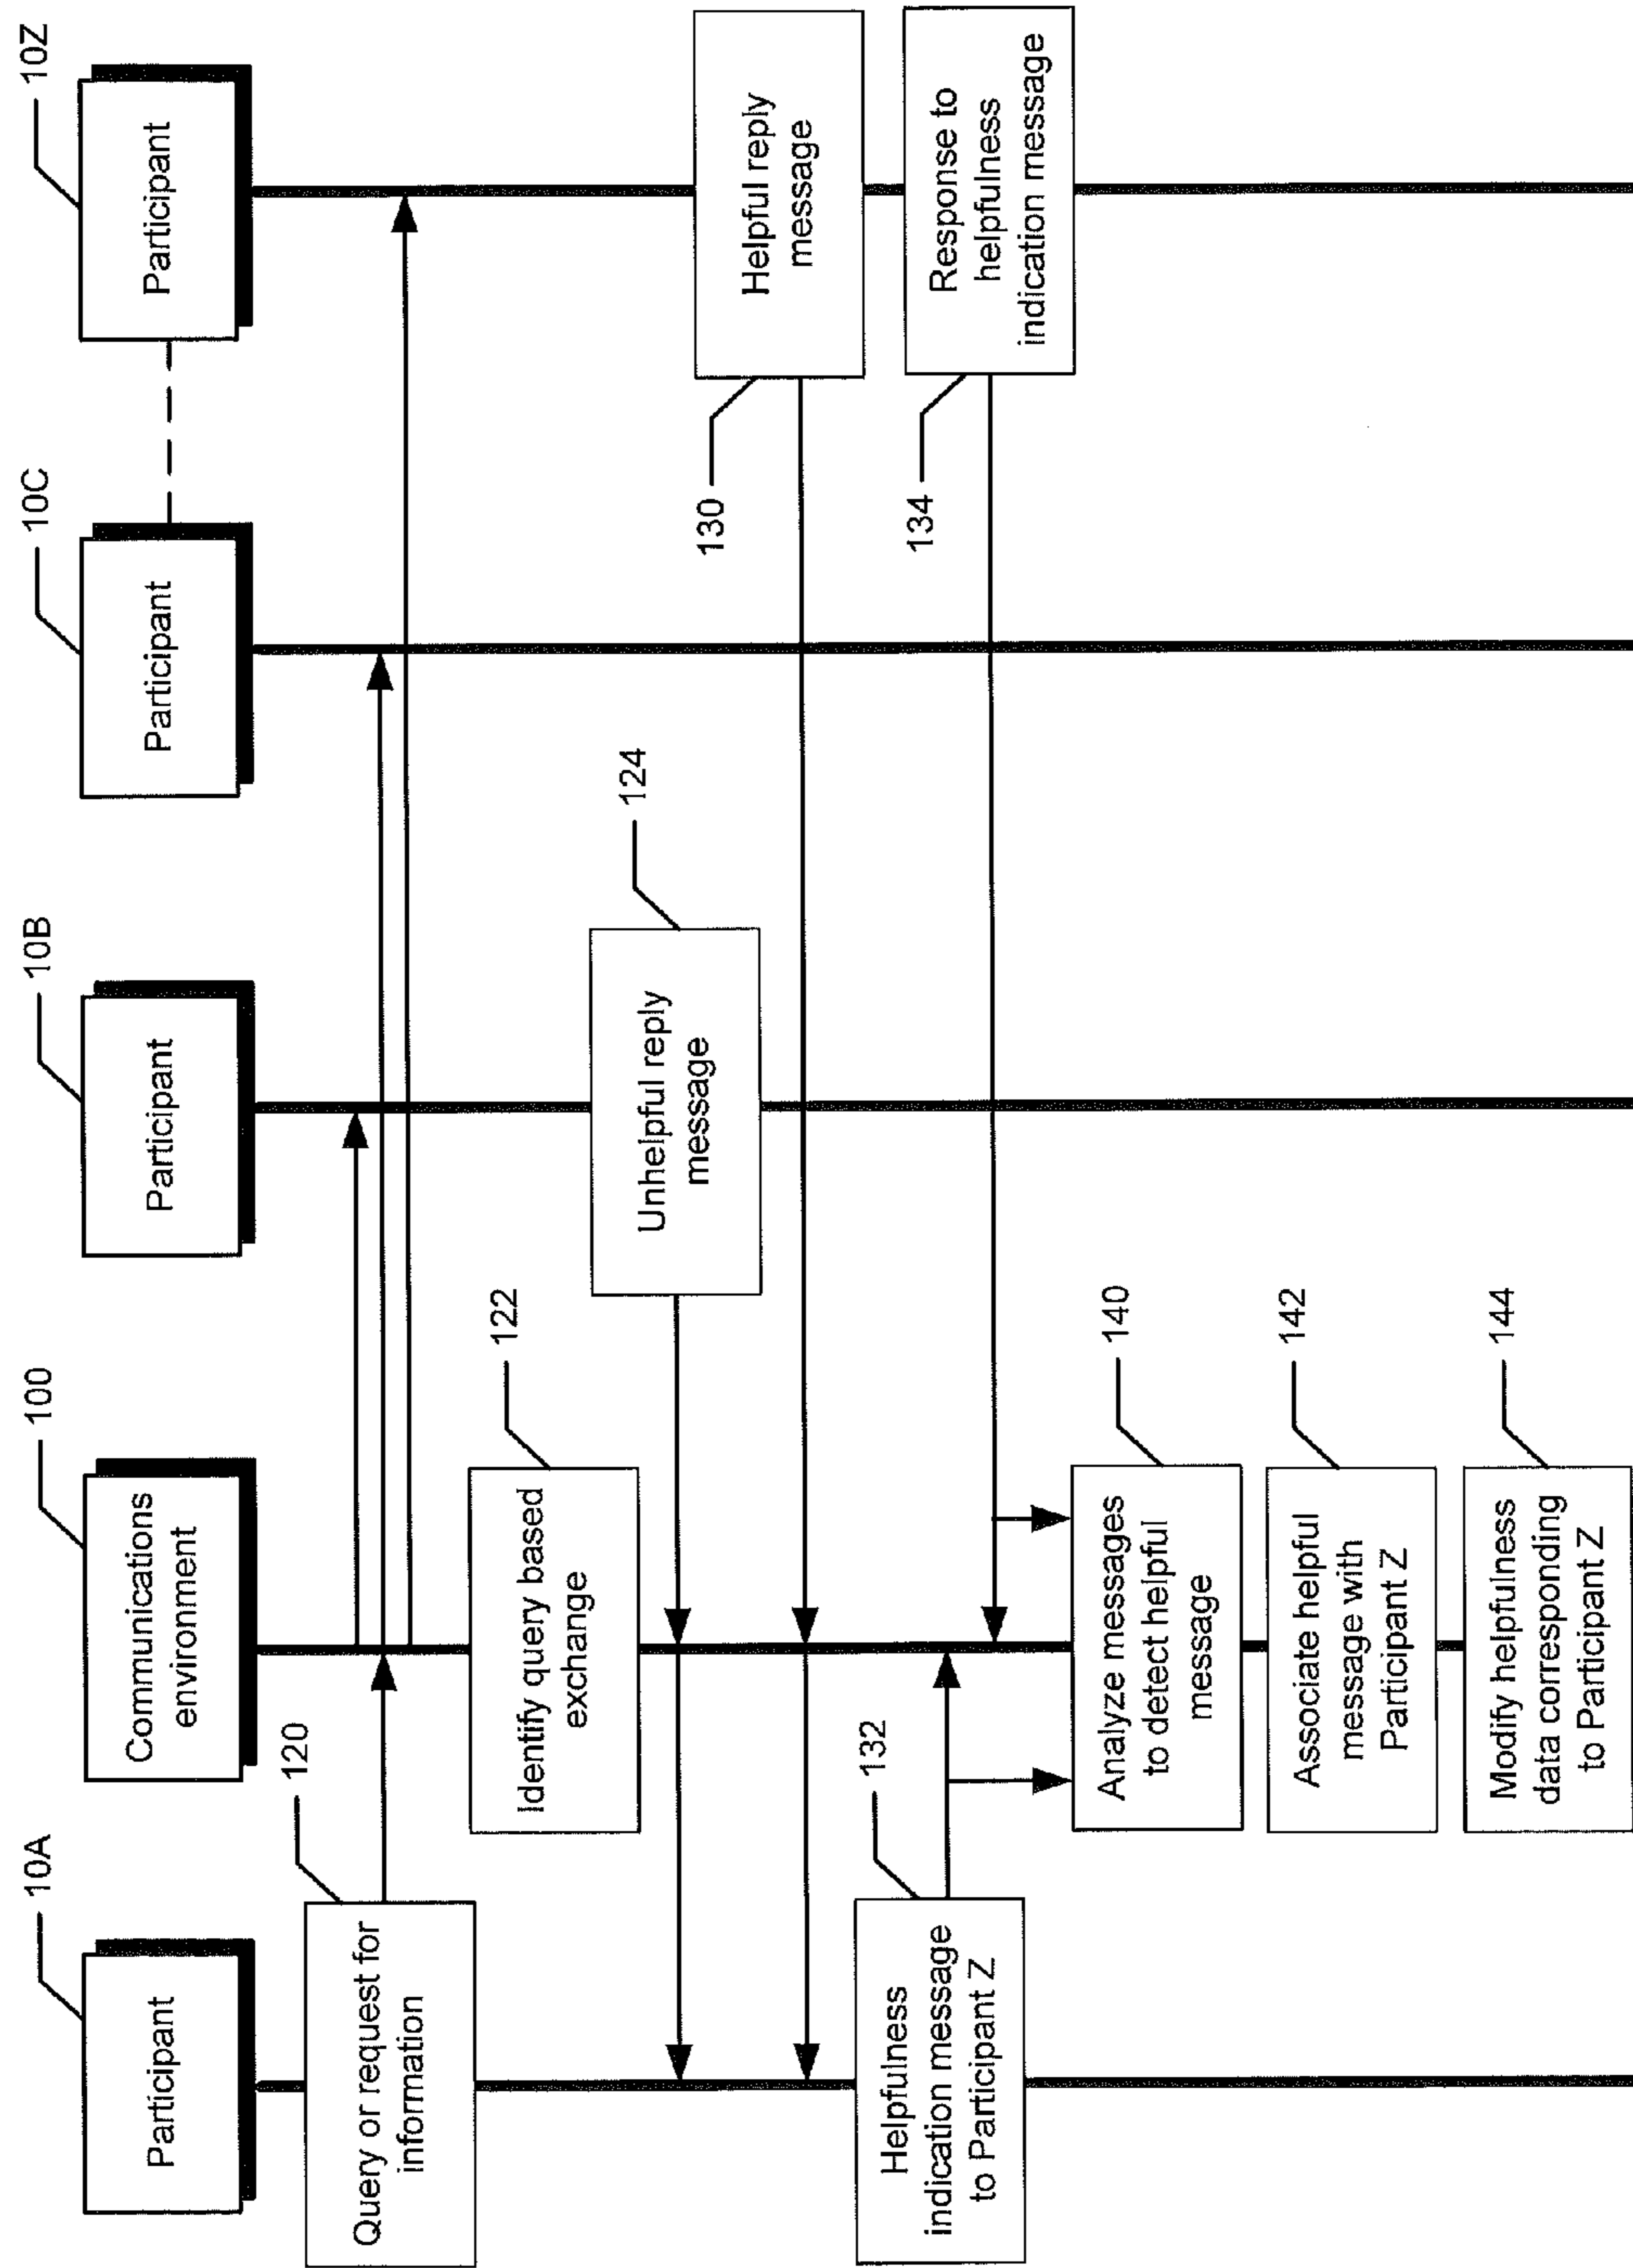 10A
100
10B
10C
10Z
Participant
Communications
environment
Participant
Participant
Participant
120
Query or request for
information
122
Identify query based
exchange
124
Unhelpful reply
message
130
Helpful reply
message
132
Helpfulness
indication message
to Participant Z
134
Response to
helpfulness
indication message
140
Analyze messages
to detect helpful
message
142
Associate helpful
message with
Participant Z
144
Modify helpfulness
data corresponding
to Participant Z